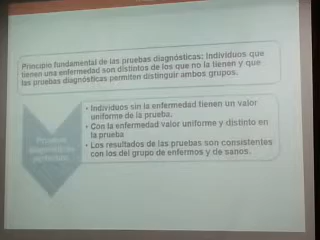 Principio fundamental de las pruebas diagnósticas: Individuos que
tienen una enfermedad son distintos de los que no la tienen y que
las pruebas diagnósticas permiten distinguir ambos grupos.
Pruebas
diagnósticas
perfectas
• Individuos sin la enfermedad tienen un valor
uniforme de la prueba.
• Con la enfermedad valor uniforme y distinto en
la prueba
• Los resultados de las pruebas son consistentes
con los del grupo de enfermos y de sanos.